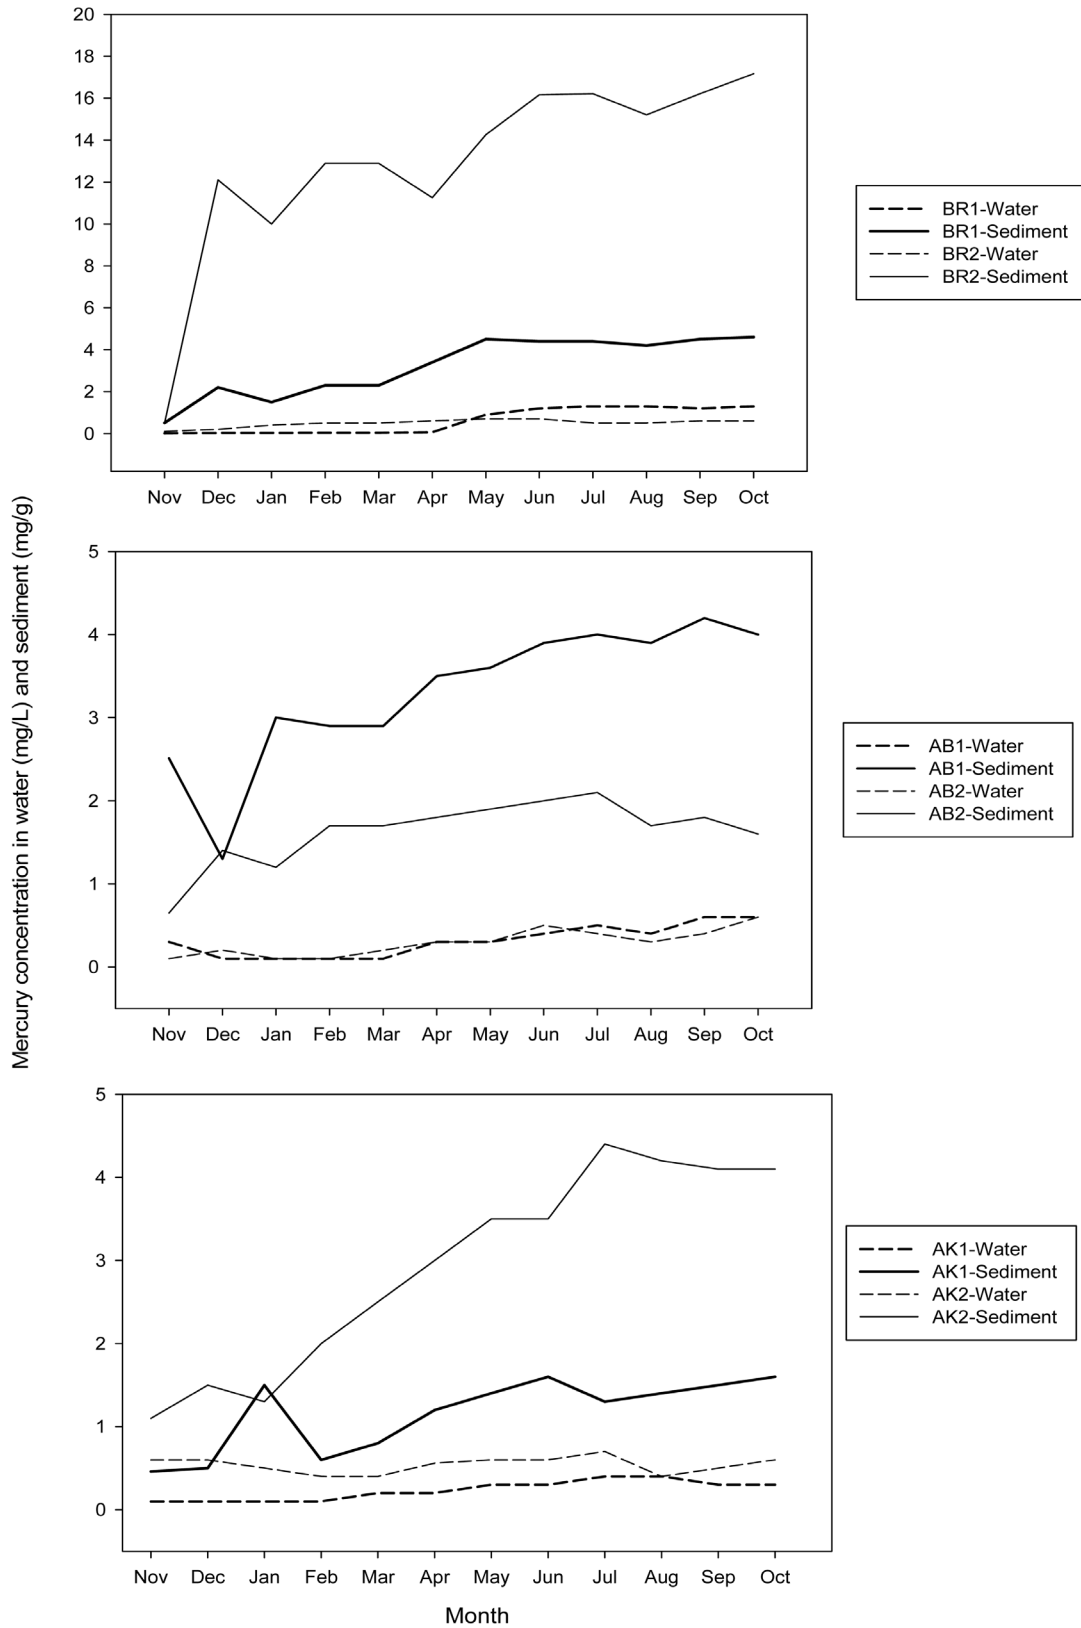 20
18
16
14
12
10
8
6
4
2
0
Nov Dec Jan Feb Mar Apr May Jun Jul Aug Sep Oct
BR1-Water
BR1-Sediment
BR2-Water
BR2-Sediment
Mercury concentration in water (mg/L) and sediment (mg/g)
5
4
3
2
1
0
Nov Dec Jan Feb Mar Apr May Jun Jul Aug Sep Oct
AB1-Water
AB1-Sediment
AB2-Water
AB2-Sediment
5
4
3
2
1
0
Nov Dec Jan Feb Mar Apr May Jun Jul Aug Sep Oct
AK1-Water
AK1-Sediment
AK2-Water
AK2-Sediment
Month